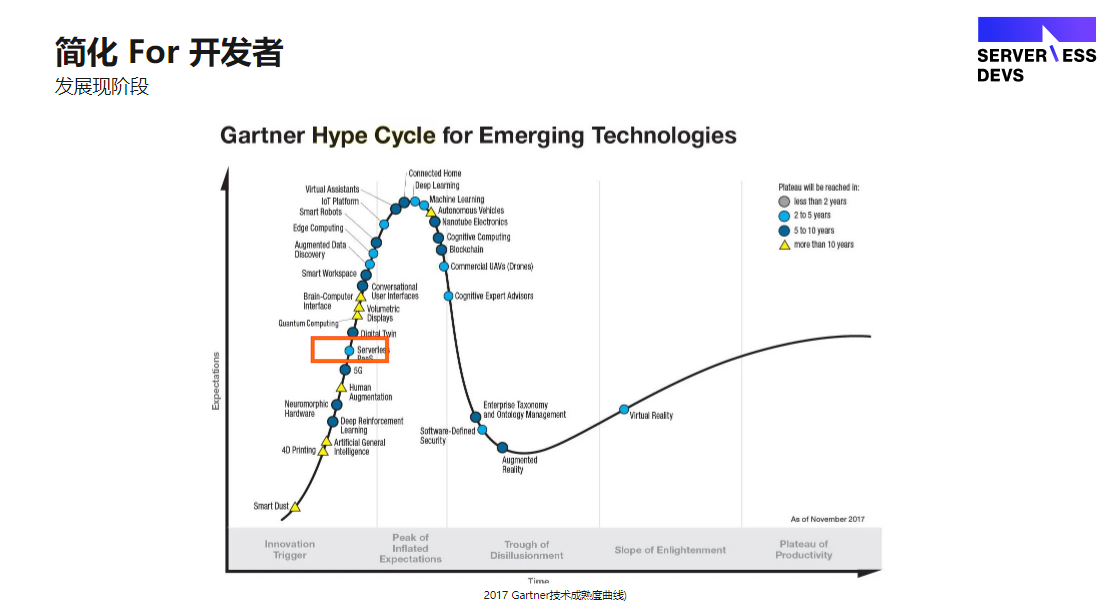 简化 For 开发者
发展现阶段
SERVERLESS
DEVS
Gartner Hype Cycle for Emerging Technologies
Connected Home
Deep Learning
Virtual Assistants
Machine Learning
IoT Platform
Autonomous Vehicles
Smart Robots
Nanotube Electronics
Edge Computing
Cognitive Computing
Augmented Data
Discovery
Blockchain
Commercial UAVs (Drones)
Smart Workspace
Conversational
User Interfaces
Cognitive Expert Advisors
Brain-Computer
Interface
Volumetric
Displays
Quantum Computing
Digital Twin
Serverless
PaaS
5G
Human
Augmentation
Neuromorphic
Hardware
Deep Reinforcement
Learning
Artificial General
Intelligence
4D Printing
Smart Dust
Enterprise Taxonomy
and Ontology Management
Software-Defined
Security
Augmented
Reality
Virtual Reality
Plateau will be reached in:
less than 2 years
2 to 5 years
5 to 10 years
more than 10 years
Expectations
As of November 2017
Innovation
Trigger
Peak of
Inflated
Expectations
Trough of
Disillusionment
Slope of Enlightenment
Plateau of
Productivity
Time
2017 Gartner技术成熟度曲线)